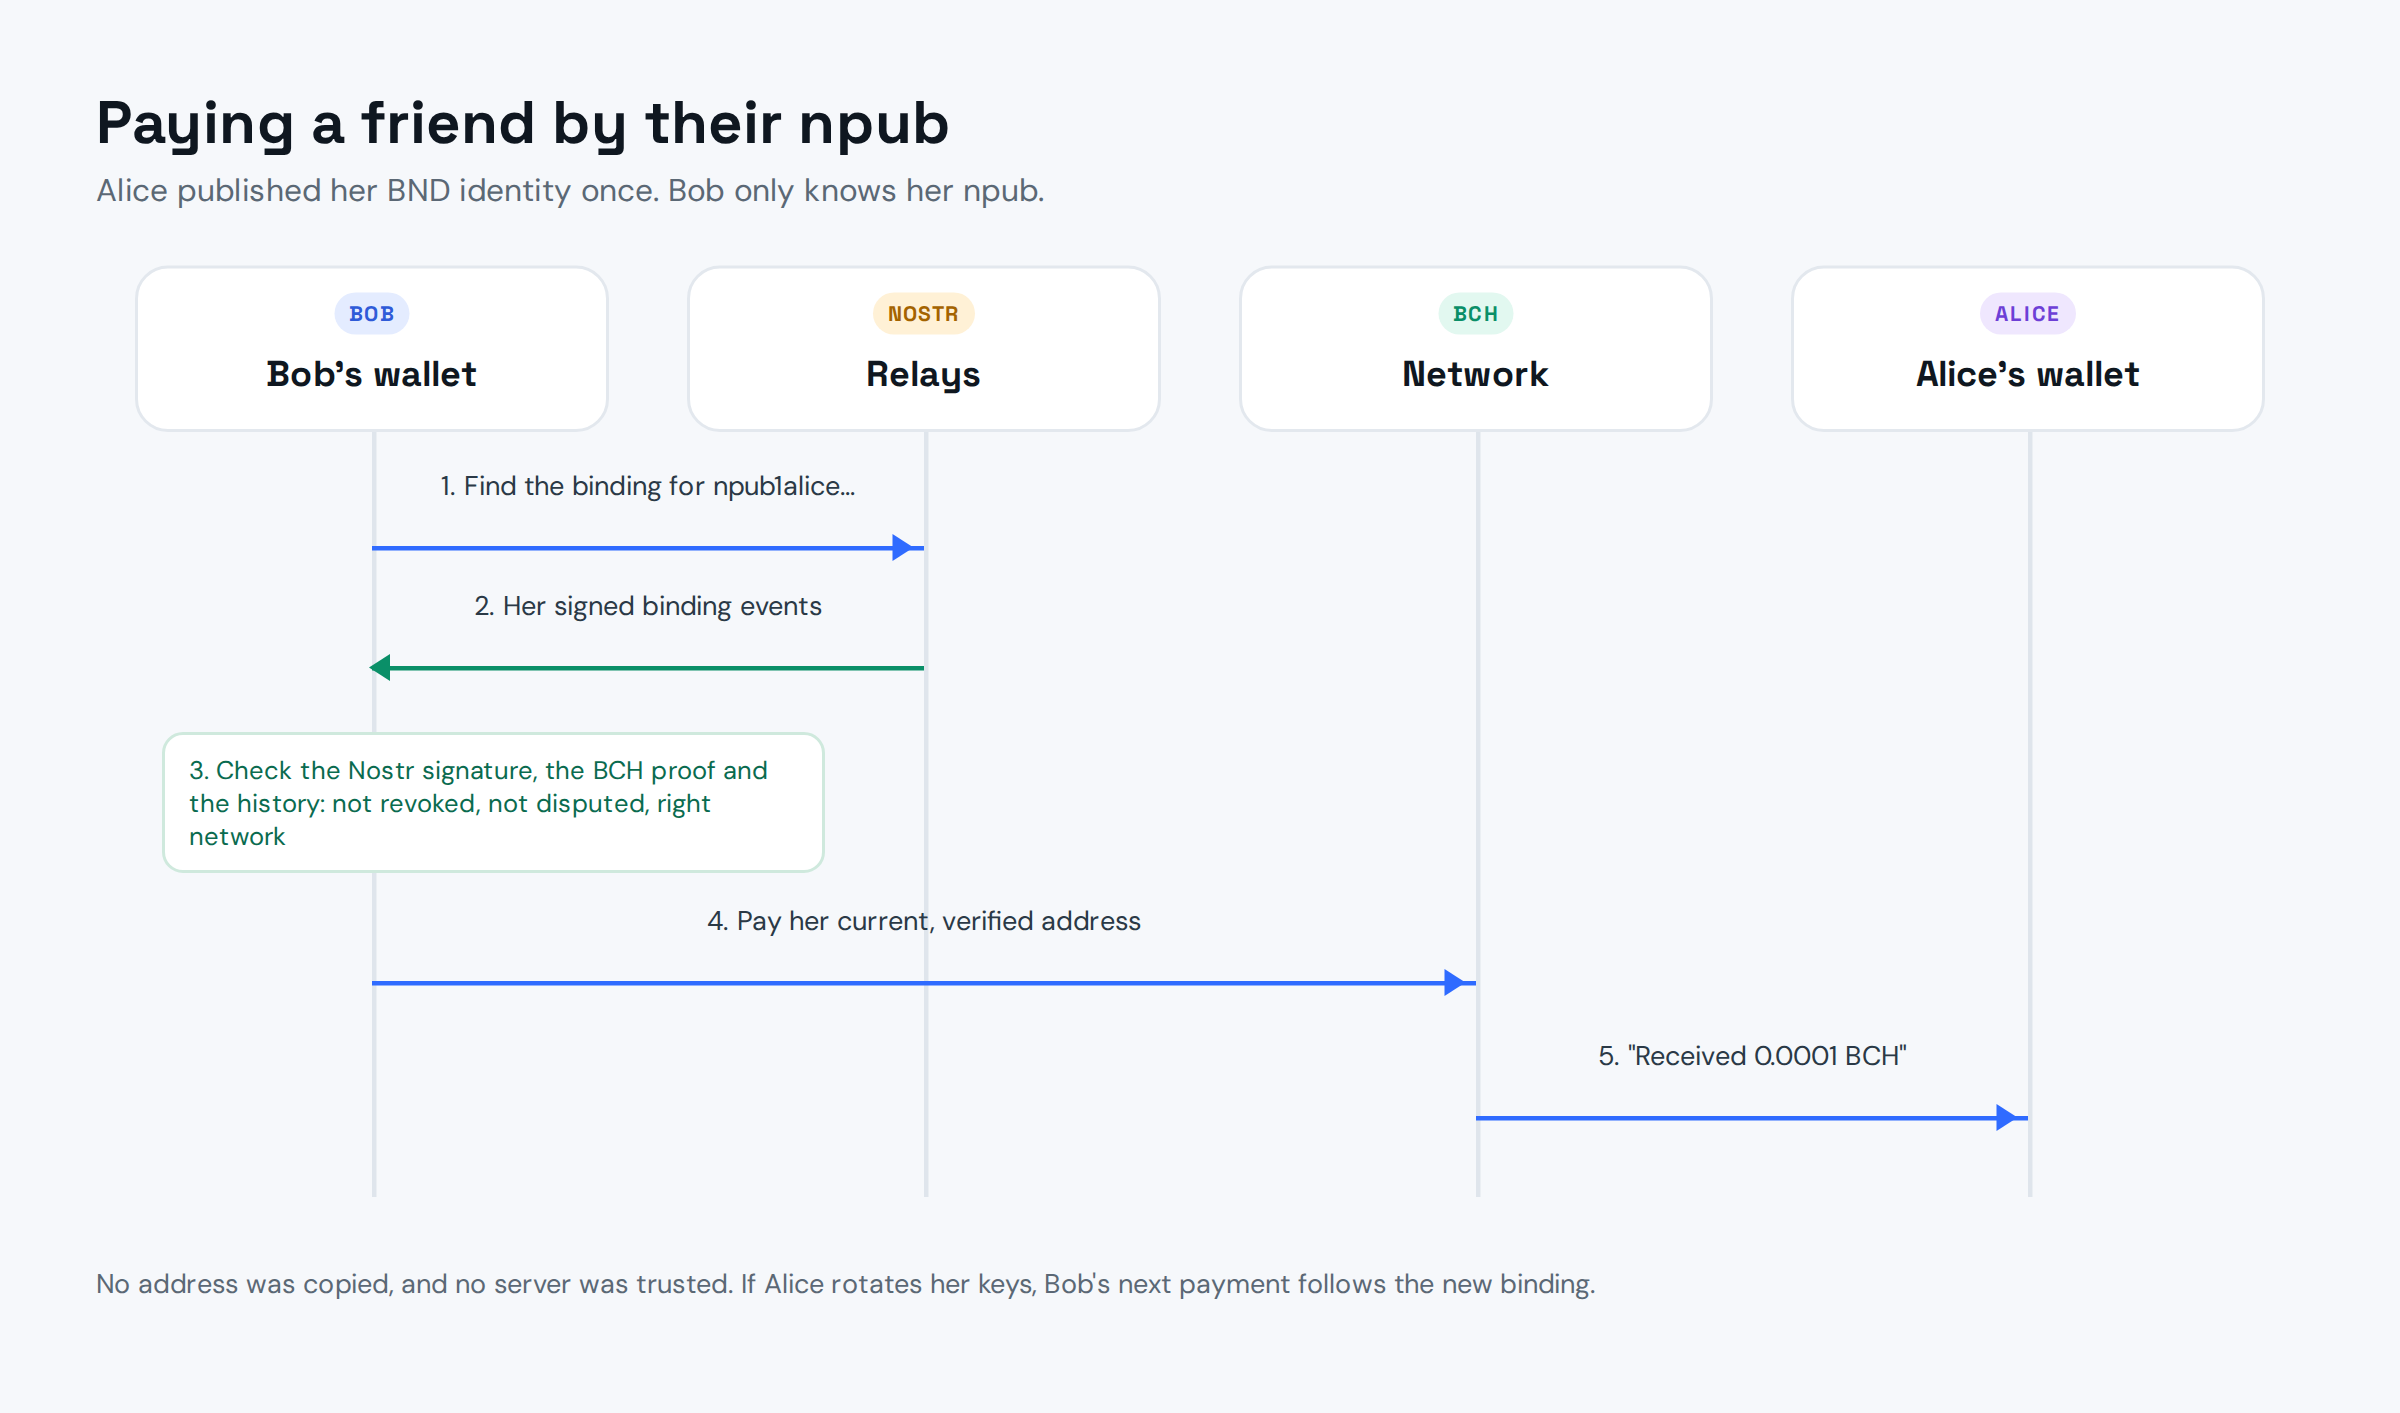 Paying a friend by their npub
Alice published her BND identity once. Bob only knows her npub.
BOB
Bob’s wallet
NOSTR
Relays
BCH
Network
ALICE
Alice’s wallet
1. Find the binding for npub1alice…
2. Her signed binding events
3. Check the Nostr signature, the BCH proof and
the history: not revoked, not disputed, right
network
4. Pay her current, verified address
5. "Received 0.0001 BCH"
No address was copied, and no server was trusted. If Alice rotates her keys, Bob's next payment follows the new binding.